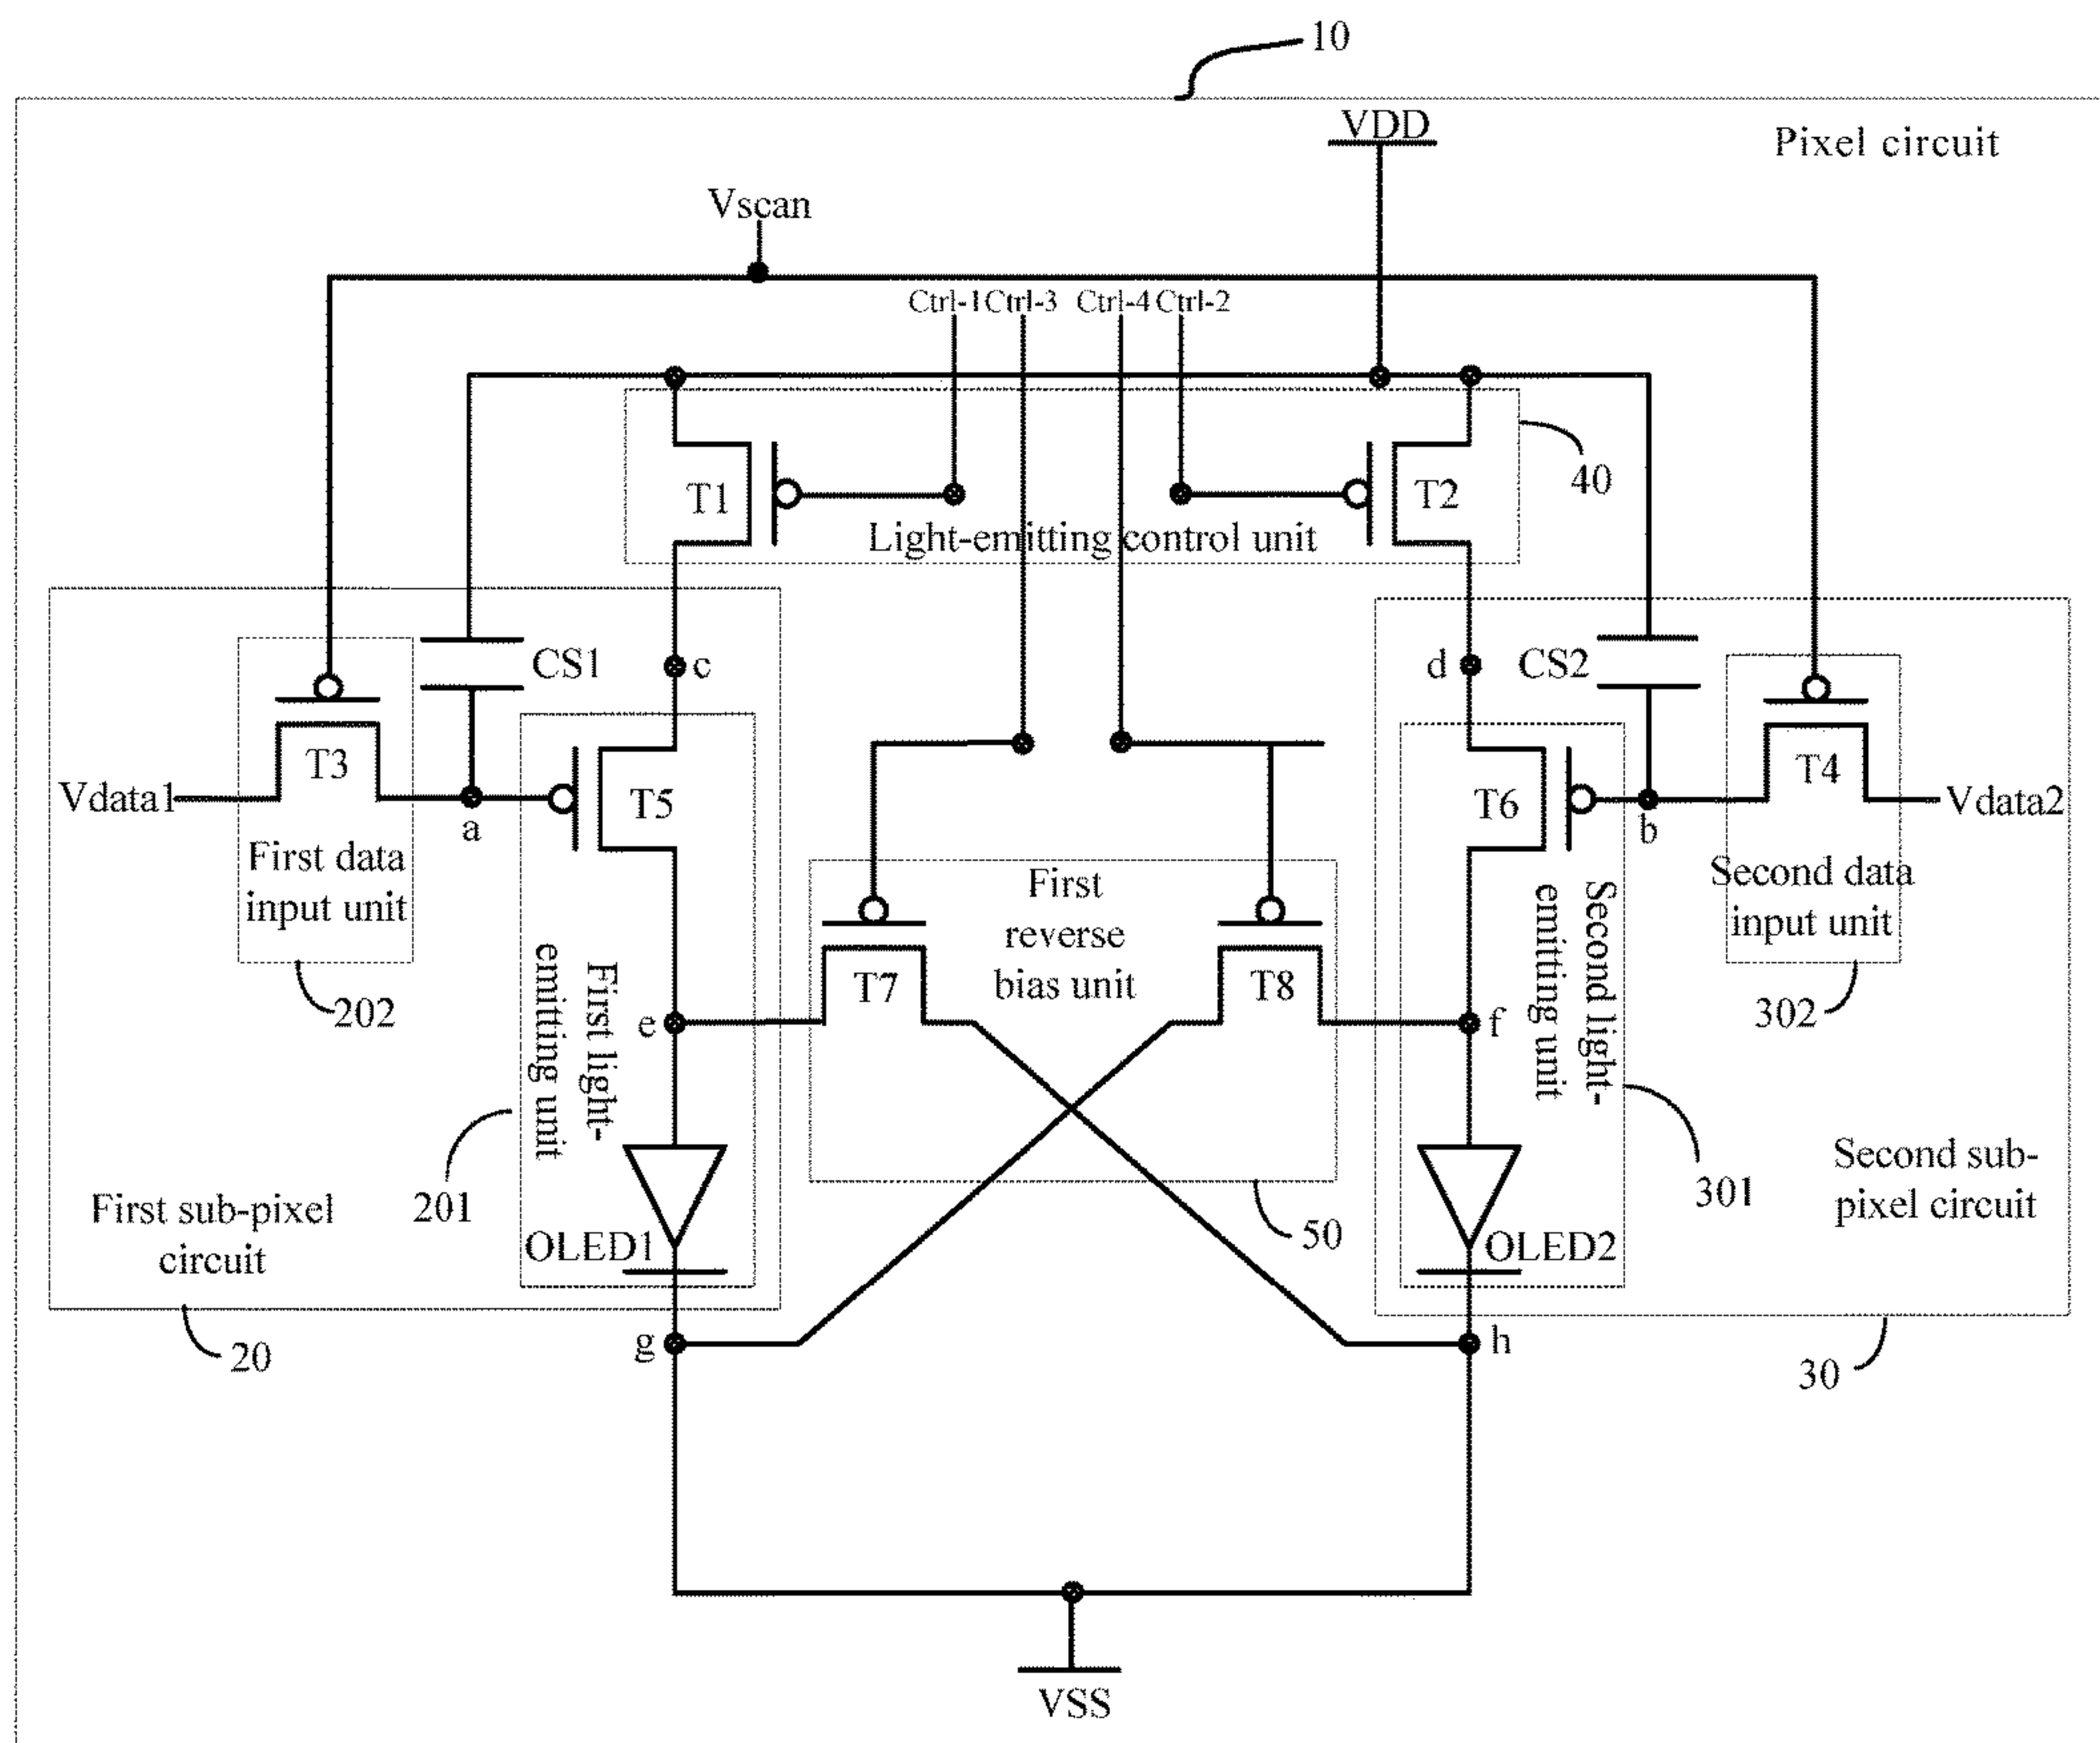 10
VDD
Pixel circuit
Vscan
Ctrl-1 Ctrl-3 Ctrl-4 Ctrl-2
T1
T2
40
Light-emitting control unit
c
d
CS1
CS2
T3
T4
Vdata1
a
T5
T6
b
Vdata2
First data
input unit
Second data
input unit
First
reverse
bias unit
T7
T8
202
302
e
f
First light-
emitting unit
Second light-
emitting unit
201
301
First sub-pixel
circuit
Second sub-
pixel circuit
OLED1
OLED2
50
g
h
20
30
VSS